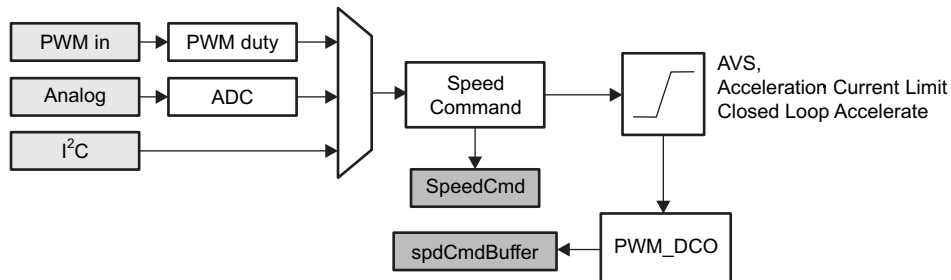 PWM in
PWM duty
Analog
ADC
I²C
Speed
Command
SpeedCmd
AVS,
Acceleration Current Limit
Closed Loop Accelerate
PWM_DCO
spdCmdBuffer